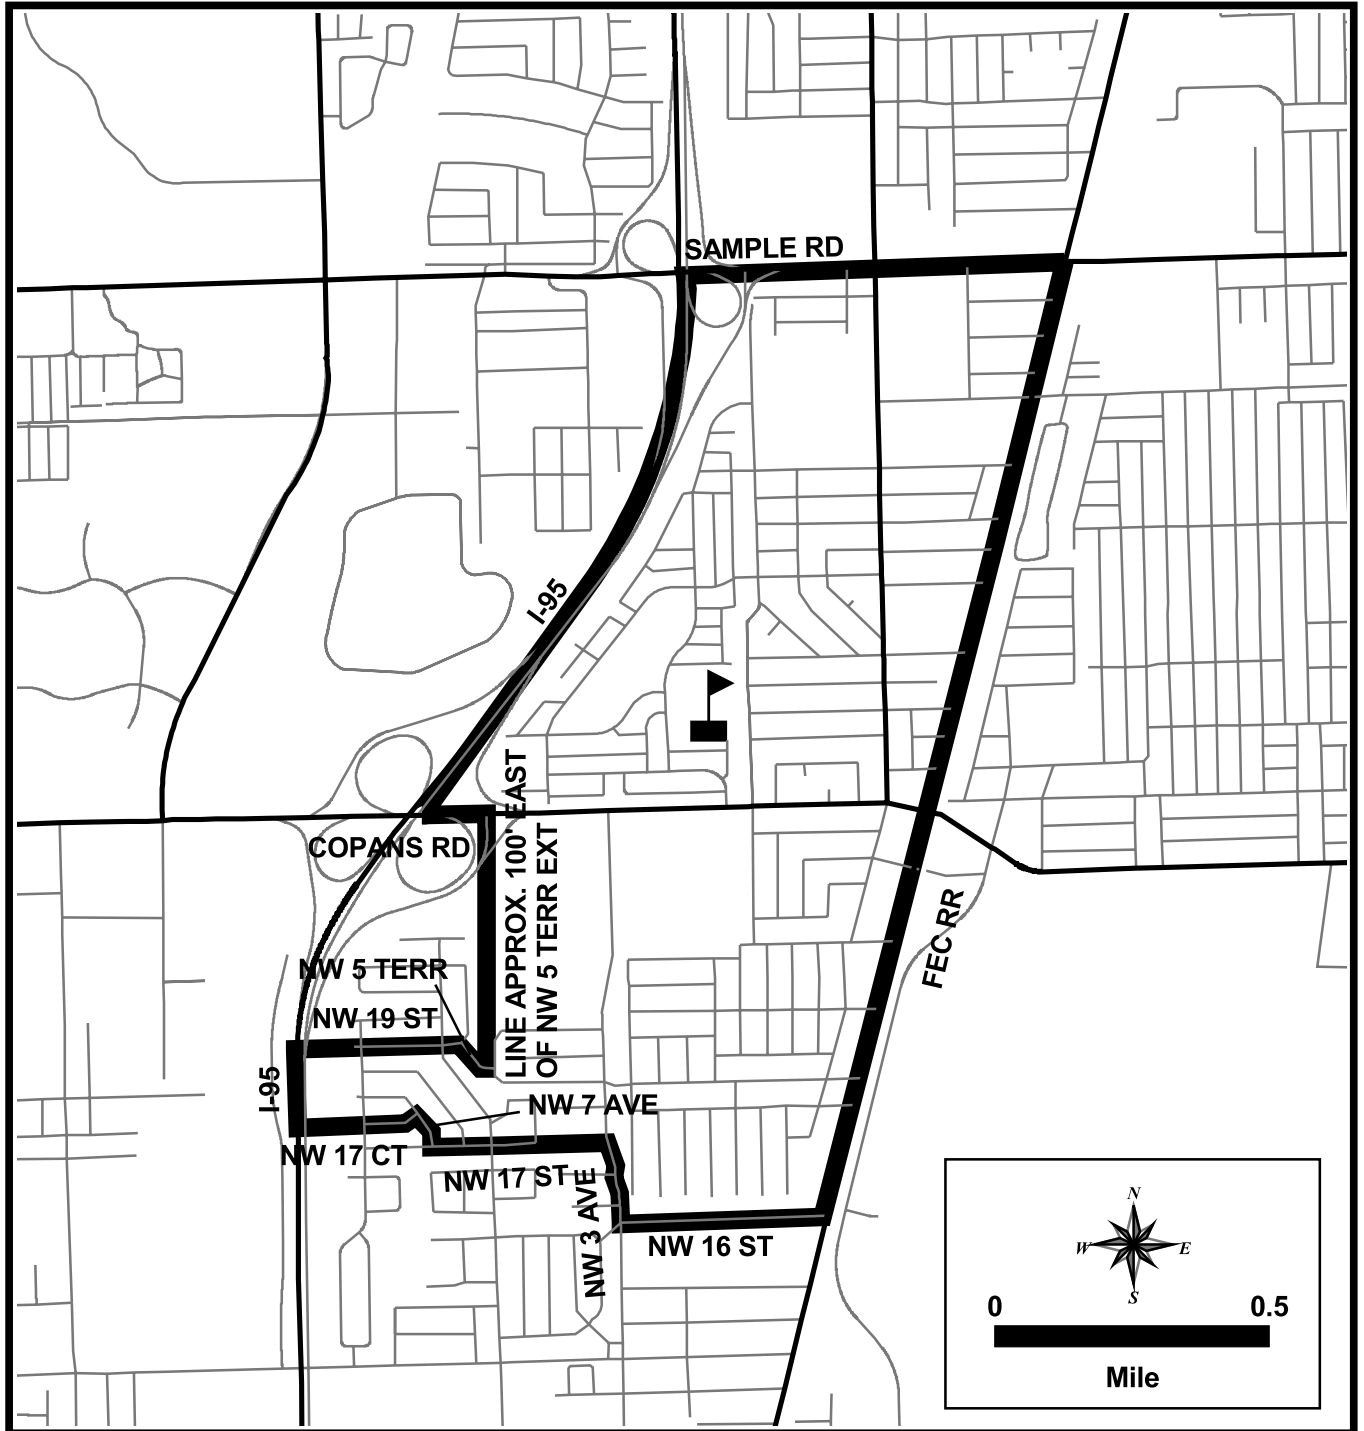 SAMPLE RD
I-95
COPANS RD
LINE APPROX. 100' EAST
OF NW 5 TERR EXT
FEC RR
NW 5 TERR
NW 19 ST
I-95
NW 7 AVE
NW 17 CT
NW 17 ST
NW 3 AVE
NW 16 ST
N
W E
S
0 0.5
Mile